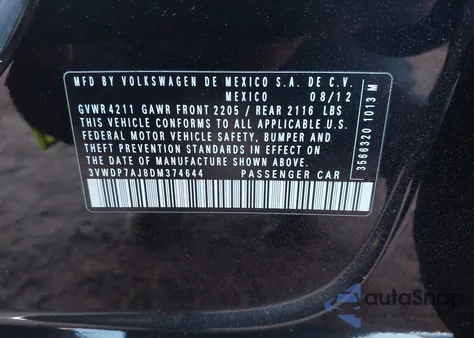 MFD BY VOLKSWAGEN DE MEXICO S.A. DE C.V.
MEXICO 08/12
GVWR 4211 GAWR FRONT 2205 / REAR 2116 LBS
THIS VEHICLE CONFORMS TO ALL APPLICABLE U.S.
FEDERAL MOTOR VEHICLE SAFETY, BUMPER AND
THEFT PREVENTION STANDARDS IN EFFECT ON
THE DATE OF MANUFACTURE SHOWN ABOVE:
3VWDP7AJ8DM374644 PASSENGER CAR
3566320 1013 M
autoSnap